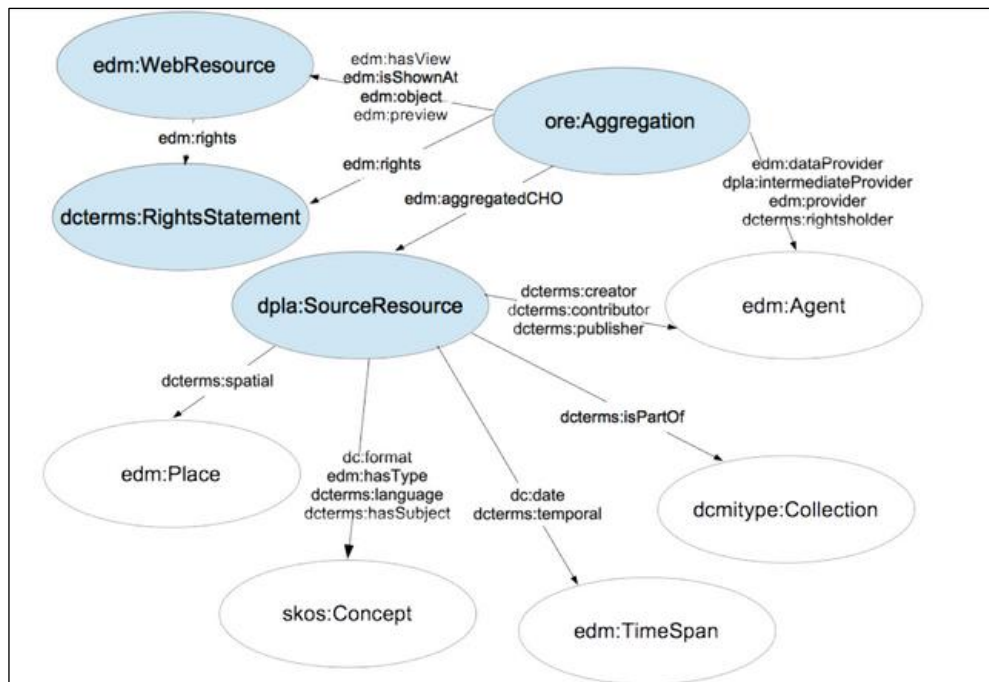 edm:WebResource
edm:hasView
edm:isShownAt
edm:object
edm:preview
ore:Aggregation
edm:rights
edm:rights
dcterms:RightsStatement
edm:aggregatedCHO
edm:dataProvider
dpla:intermediateProvider
edm:provider
dcterms:rightsholder
dpla:SourceResource
dcterms:creator
dcterms:contributor
dcterms:publisher
edm:Agent
dcterms:spatial
dcterms:isPartOf
edm:Place
dc:format
edm:hasType
dcterms:language
dcterms:hasSubject
dc:date
dcterms:temporal
dcmitype:Collection
skos:Concept
edm:TimeSpan